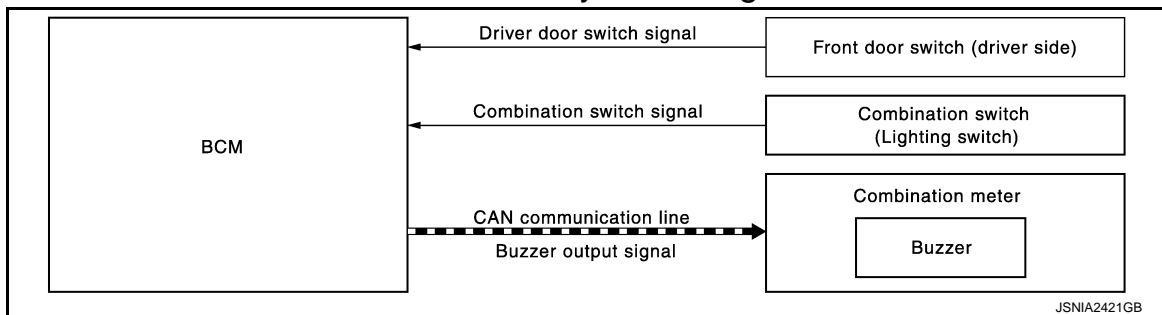 Driver door switch signal
Front door switch (driver side)
Combination switch signal
Combination switch
(Lighting switch)
BCM
Combination meter
CAN communication line
Buzzer output signal
Buzzer
JSNIA2421GB